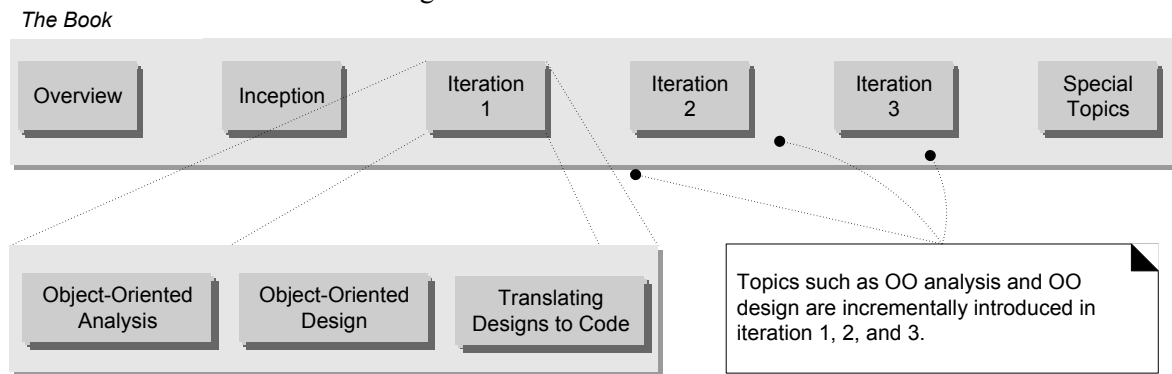 The Book
Overview
Inception
Iteration
1
Iteration
2
Iteration
3
Special
Topics
Object-Oriented
Analysis
Object-Oriented
Design
Translating
Designs to Code
Topics such as OO analysis and OO
design are incrementally introduced in
iteration 1, 2, and 3.